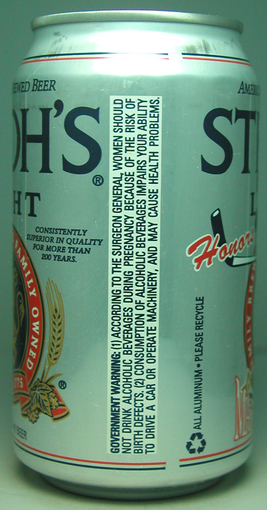 EWED BEER
OH'S
®
HT
CONSISTENTLY
SUPERIOR IN QUALITY
FOR MORE THAN
200 YEARS.
FAMILY OWNED
®
BEER
GOVERNMENT WARNING: (1) ACCORDING TO THE SURGEON GENERAL, WOMEN SHOULD
NOT DRINK ALCOHOLIC BEVERAGES DURING PREGNANCY BECAUSE OF THE RISK OF
BIRTH DEFECTS. (2) CONSUMPTION OF ALCOHOLIC BEVERAGES IMPAIRS YOUR ABILITY
TO DRIVE A CAR OR OPERATE MACHINERY, AND MAY CAUSE HEALTH PROBLEMS.
ALL ALUMINUM • PLEASE RECYCLE
AMERIC
ST
L
Honor